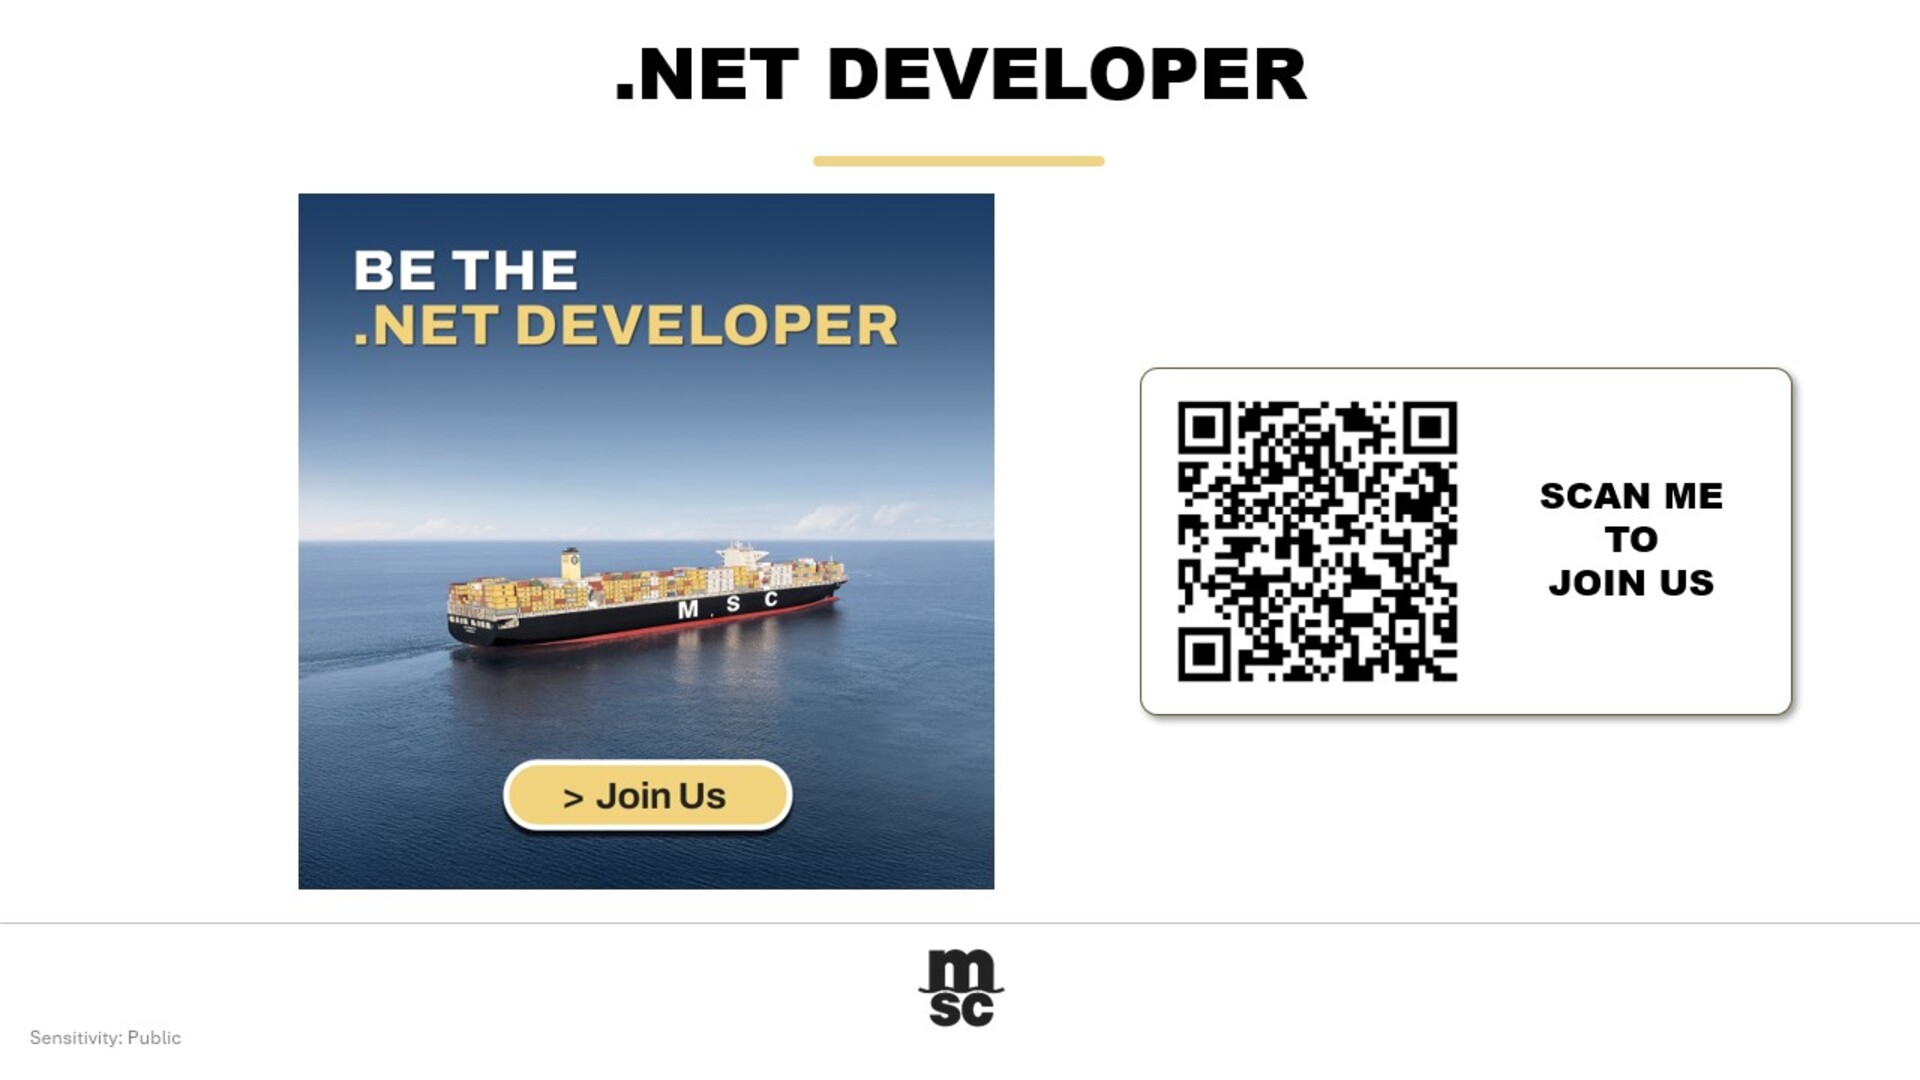 .NET DEVELOPER
BE THE
.NET DEVELOPER
M S C
> Join Us
SCAN ME
TO
JOIN US
msc
Sensitivity: Public